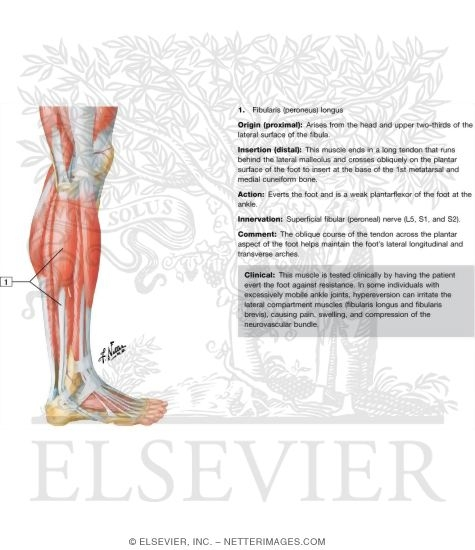 1. Fibularis (peroneus) longus
Origin (proximal): Arises from the head and upper two-thirds of the
lateral surface of the fibula.
Insertion (distal): This muscle ends in a long tendon that runs
behind the lateral malleolus and crosses obliquely on the plantar
surface of the foot to insert at the base of the 1st metatarsal and
medial cuneiform bone.
Action: Everts the foot and is a weak plantarflexor of the foot at the
ankle.
Innervation: Superficial fibular (peroneal) nerve (L5, S1, and S2).
Comment: The oblique course of the tendon across the plantar
aspect of the foot helps maintain the foot's lateral longitudinal and
transverse arches.
Clinical: This muscle is tested clinically by having the patient
evert the foot against resistance. In some individuals with
excessively mobile ankle joints, hypereversion can irritate the
lateral compartment muscles (fibularis longus and fibularis
brevis), causing pain, swelling, and compression of the
neurovascular bundle.
1
F. Netter
ELSEVIER
© ELSEVIER, INC. – NETTERIMAGES.COM